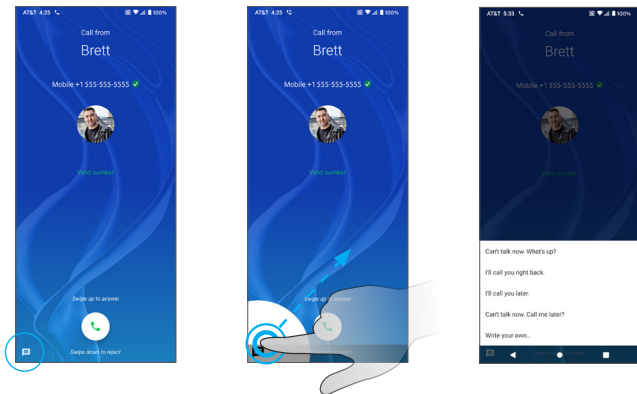 AT&T 4:25
100%
Call from
Brett
Mobile +1 555-555-5555
Valid number
Swipe up to answer
Swipe down to reject
AT&T 4:25
100%
Call from
Brett
Mobile +1 555-555-5555
Valid number
Swipe up to answer
AT&T 5:33
100%
Call from
Brett
Mobile +1 555-555-5555
Valid number
Can't talk now. What's up?
I'll call you right back.
I'll call you later.
Can't talk now. Call me later?
Write your own...